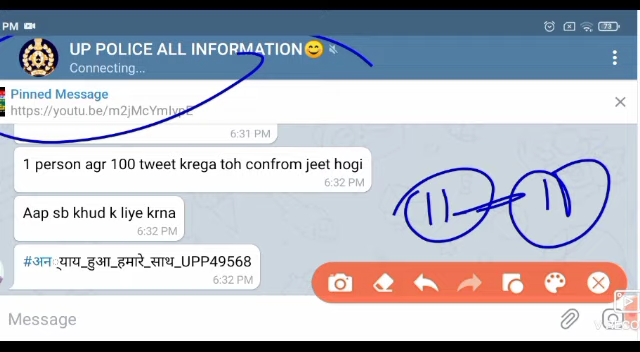 PM
73
UP POLICE ALL INFORMATION😊
Connecting...
Pinned Message
https://youtu.be/m2jMcYmIvpE
6:31 PM
1 person agr 100 tweet krega toh confrom jeet hogi
6:32 PM
Aap sb khud k liye krna
6:32 PM
#अन्याय_हुआ_हमारे_साथ_UPP49568
6:32 PM
11 11
Message